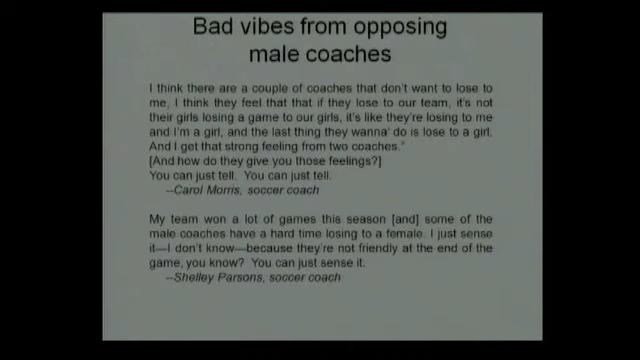 Bad vibes from opposing
male coaches
I think there are a couple of coaches that don't want to lose to
me, I think they feel that that if they lose to our team, it's not
their girls losing a game to our girls, it's like they're losing to me
and I'm a girl, and the last thing they wanna' do is lose to a girl.
And I get that strong feeling from two coaches."
[And how do they give you those feelings?]
You can just tell.  You can just tell.
--Carol Morris, soccer coach
My team won a lot of games this season [and] some of the
male coaches have a hard time losing to a female. I just sense
it—I don't know—because they're not friendly at the end of the
game, you know?  You can just sense it.
--Shelley Parsons, soccer coach